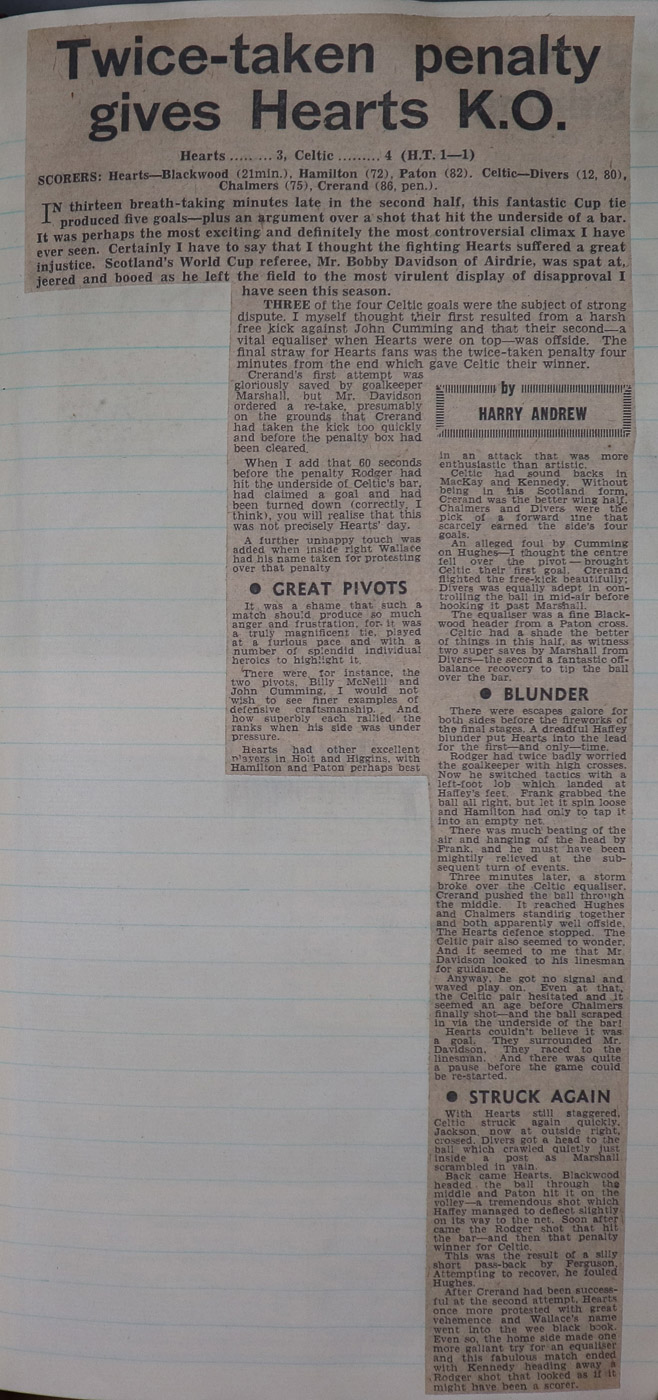 Twice-taken penalty
gives Hearts K.O.
Hearts ........ 3, Celtic ......... 4 (H.T. 1—1)
SCORERS: Hearts—Blackwood (21min.), Hamilton (72), Paton (82). Celtic—Divers (12, 80),
Chalmers (75), Crerand (86, pen.).
IN thirteen breath-taking minutes late in the second half, this fantastic Cup tie
produced five goals—plus an argument over a shot that hit the underside of a bar.
It was perhaps the most exciting and definitely the most controversial climax I have
ever seen. Certainly I have to say that I thought the fighting Hearts suffered a great
injustice. Scotland's World Cup referee, Mr. Bobby Davidson of Airdrie, was spat at,
jeered and booed as he left the field to the most virulent display of disapproval I
have seen this season.
THREE of the four Celtic goals were the subject of strong
dispute. I myself thought their first resulted from a harsh
free kick against John Cumming and that their second—a
vital equaliser when Hearts were on top—was offside. The
final straw for Hearts fans was the twice-taken penalty four
minutes from the end which gave Celtic their winner.
Crerand's first attempt was
gloriously saved by goalkeeper
Marshall, but Mr. Davidson
ordered a re-take, presumably
on the grounds that Crerand
had taken the kick too quickly
and before the penalty box had
been cleared.
When I add that 60 seconds
before the penalty Rodger had
hit the underside of Celtic's bar,
had claimed a goal and had
been turned down (correctly, I
think), you will realise that this
was not precisely Hearts' day.
A further unhappy touch was
added when inside right Wallace
had his name taken for protesting
over that penalty
● GREAT PIVOTS
It was a shame that such a
match should produce so much
anger and frustration, for it was
a truly magnificent tie, played
at a furious pace and with a
number of splendid individual
heroics to highlight it.
There were, for instance, the
two pivots, Billy McNeill and
John Cumming. I would not
wish to see finer examples of
defensive craftsmanship. And
how superbly each rallied the
ranks when his side was under
pressure.
Hearts had other excellent
players in Holt and Higgins, with
Hamilton and Paton perhaps best
by
HARRY ANDREW
in an attack that was more
enthusiastic than artistic.
Celtic had sound backs in
MacKay and Kennedy. Without
being in his Scotland form,
Crerand was the better wing half.
Chalmers and Divers were the
pick of a forward line that
scarcely earned the side's four
goals.
An alleged foul by Cumming
on Hughes—I thought the centre
fell over the pivot—brought
Celtic their first goal. Crerand
flighted the free-kick beautifully;
Divers was equally adept in con-
trolling the ball in mid-air before
hooking it past Marshall.
The equaliser was a fine Black-
wood header from a Paton cross.
Celtic had a shade the better
of things in this half, as witness
two super saves by Marshall from
Divers—the second a fantastic off-
balance recovery to tip the ball
over the bar.
● BLUNDER
There were escapes galore for
both sides before the fireworks of
the final stages. A dreadful Haffey
blunder put Hearts into the lead
for the first—and only—time.
Rodger had twice badly worried
the goalkeeper with high crosses.
Now he switched tactics with a
left-foot lob which landed at
Haffey's feet. Frank grabbed the
ball all right, but let it spin loose
and Hamilton had only to tap it
into an empty net.
There was much beating of the
air and hanging of the head by
Frank, and he must have been
mightily relieved at the sub-
sequent turn of events.
Three minutes later, a storm
broke over the Celtic equaliser.
Crerand pushed the ball through
the middle. It reached Hughes
and Chalmers standing together
and both apparently well offside.
The Hearts defence stopped. The
Celtic pair also seemed to wonder.
And it seemed to me that Mr.
Davidson looked to his linesman
for guidance.
Anyway, he got no signal and
waved play on. Even at that,
the Celtic pair hesitated and it
seemed an age before Chalmers
finally shot—and the ball scraped
in via the underside of the bar!
Hearts couldn't believe it was
a goal. They surrounded Mr.
Davidson. They raced to the
linesman. And there was quite
a pause before the game could
be re-started.
● STRUCK AGAIN
With Hearts still staggered,
Celtic struck again quickly.
Jackson, now at outside right,
crossed. Divers got a head to the
ball which crawled quietly just
inside a post as Marshall
scrambled in vain.
Back came Hearts. Blackwood
headed the ball through the
middle and Paton hit it on the
volley—a tremendous shot which
Haffey managed to deflect slightly
on its way to the net. Soon after
came the Rodger shot that hit
the bar—and then that penalty
winner for Celtic.
This was the result of a silly
short pass-back by Ferguson.
Attempting to recover, he fouled
Hughes.
After Crerand had been success-
ful at the second attempt, Hearts
once more protested with great
vehemence and Wallace's name
went into the wee black book.
Even so, the home side made one
more gallant try for an equaliser
and this fabulous match ended
with Kennedy heading away a
Rodger shot that looked as if it
might have been a scorer.